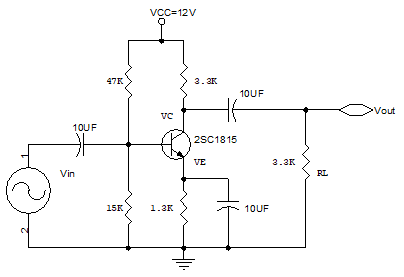 VCC=12V
47K
3.3K
10UF
10UF
VC
Vout
2SC1815
1
Vin
VE
3.3K
RL
15K
1.3K
10UF
2